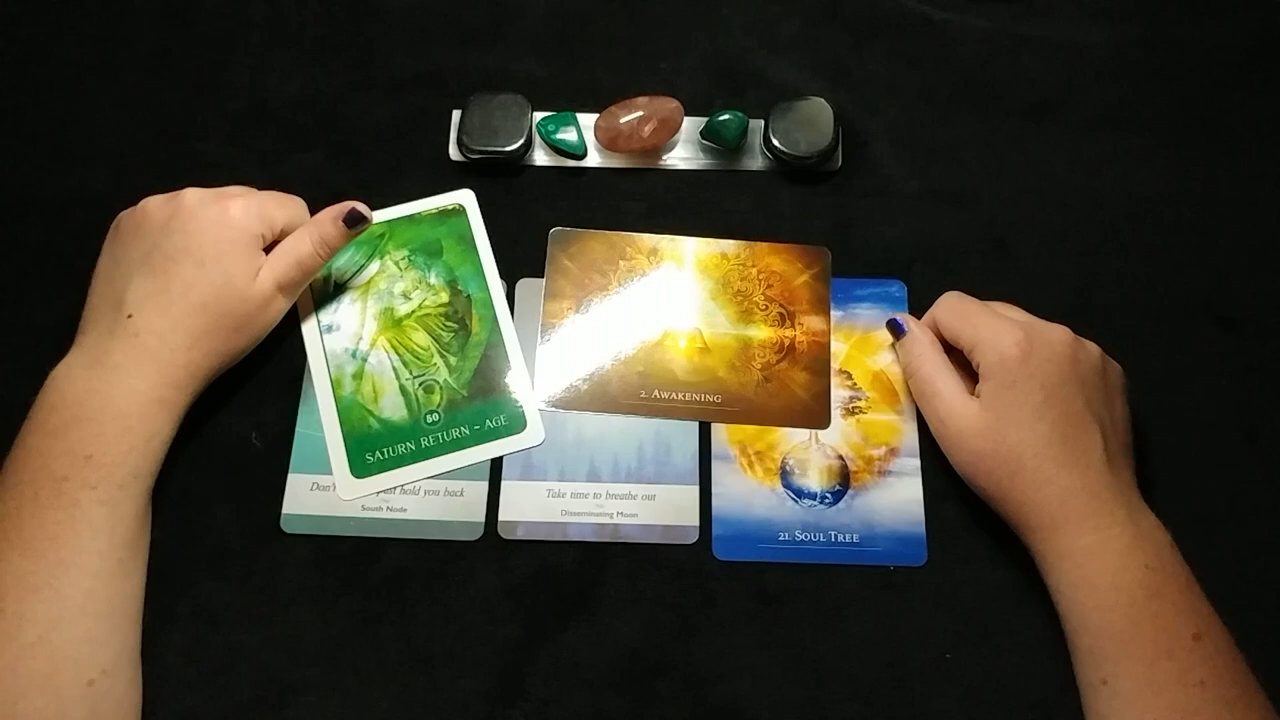 50
SATURN RETURN ~ AGE
2. AWAKENING
Don't hold you back
South Node
Take time to breathe out
Disseminating Moon
21. SOUL TREE